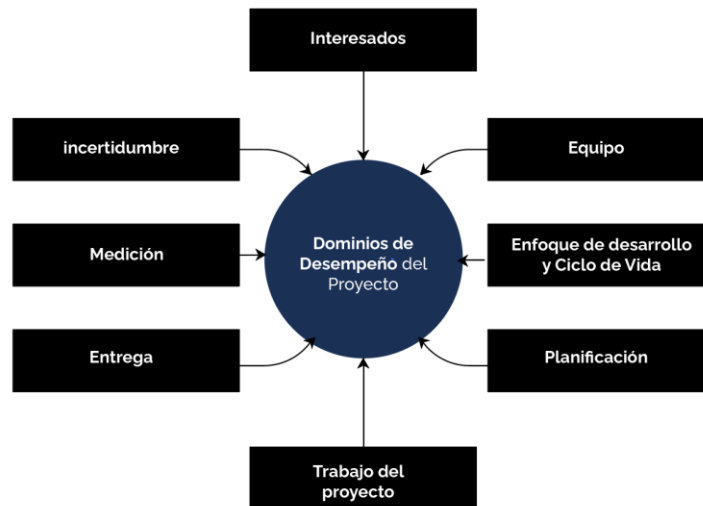 Interesados
incertidumbre
Equipo
Medición
Dominios de
Desempeño del
Proyecto
Enfoque de desarrollo
y Ciclo de Vida
Entrega
Planificación
Trabajo del
proyecto